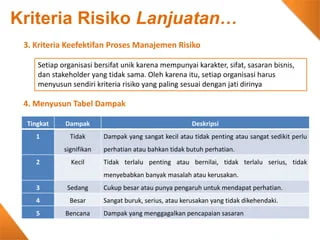 Kriteria Risiko Lanjuatan…
3. Kriteria Keefektifan Proses Manajemen Risiko
Setiap organisasi bersifat unik karena mempunyai karakter, sifat, sasaran bisnis,
dan stakeholder yang tidak sama. Oleh karena itu, setiap organisasi harus
menyusun sendiri kriteria risiko yang paling sesuai dengan jati dirinya
4. Menyusun Tabel Dampak
Tingkat Dampak Deskripsi
1 Tidak Dampak yang sangat kecil atau tidak penting atau sangat sedikit perlu
signifikan perhatian atau bahkan tidak butuh perhatian.
2 Kecil Tidak terlalu penting atau bernilai, tidak terlalu serius, tidak
menyebabkan banyak masalah atau kerusakan.
3 Sedang Cukup besar atau punya pengaruh untuk mendapat perhatian.
4 Besar Sangat buruk, serius, atau kerusakan yang tidak dikehendaki.
5 Bencana Dampak yang menggagalkan pencapaian sasaran